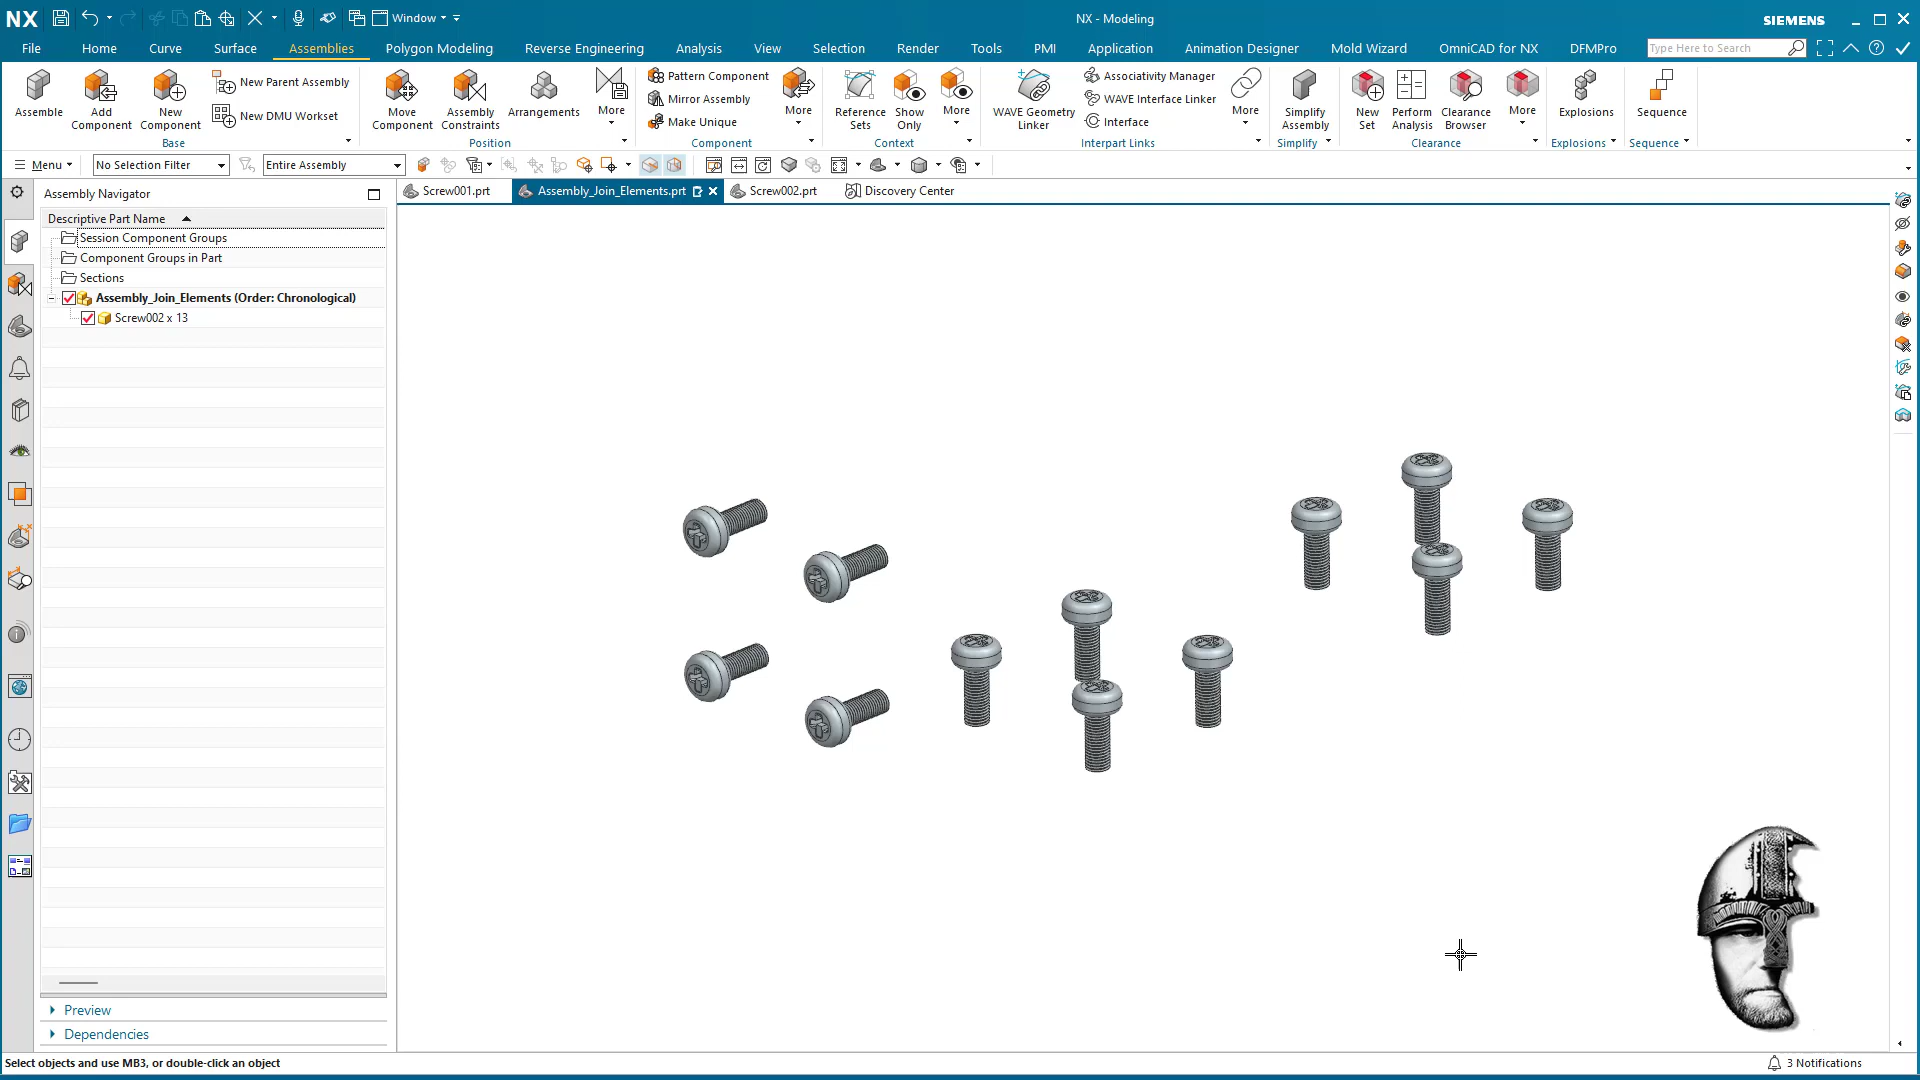 NX
Window
NX - Modeling
SIEMENS
File
Home
Curve
Surface
Assemblies
Polygon Modeling
Reverse Engineering
Analysis
View
Selection
Render
Tools
PMI
Application
Animation Designer
Mold Wizard
OmniCAD for NX
DFMPro
Type Here to Search
Assemble
Add
Component
New
Component
New Parent Assembly
New DMU Workset
Base
Move
Component
Assembly
Constraints
Arrangements
More
Position
Pattern Component
Mirror Assembly
Make Unique
More
Component
Reference
Sets
Show
Only
More
Context
WAVE Geometry
Linker
Associativity Manager
WAVE Interface Linker
Interface
More
Interpart Links
Simplify
Assembly
Simplify
New
Set
Perform
Analysis
Clearance
Browser
More
Clearance
Explosions
Explosions
Sequence
Sequence
Menu
No Selection Filter
Entire Assembly
Assembly Navigator
Screw001.prt
Assembly_Join_Elements.prt
Screw002.prt
Discovery Center
Descriptive Part Name
Session Component Groups
Component Groups in Part
Sections
Assembly_Join_Elements (Order: Chronological)
Screw002 x 13
Preview
Dependencies
Select objects and use MB3, or double-click an object
3 Notifications